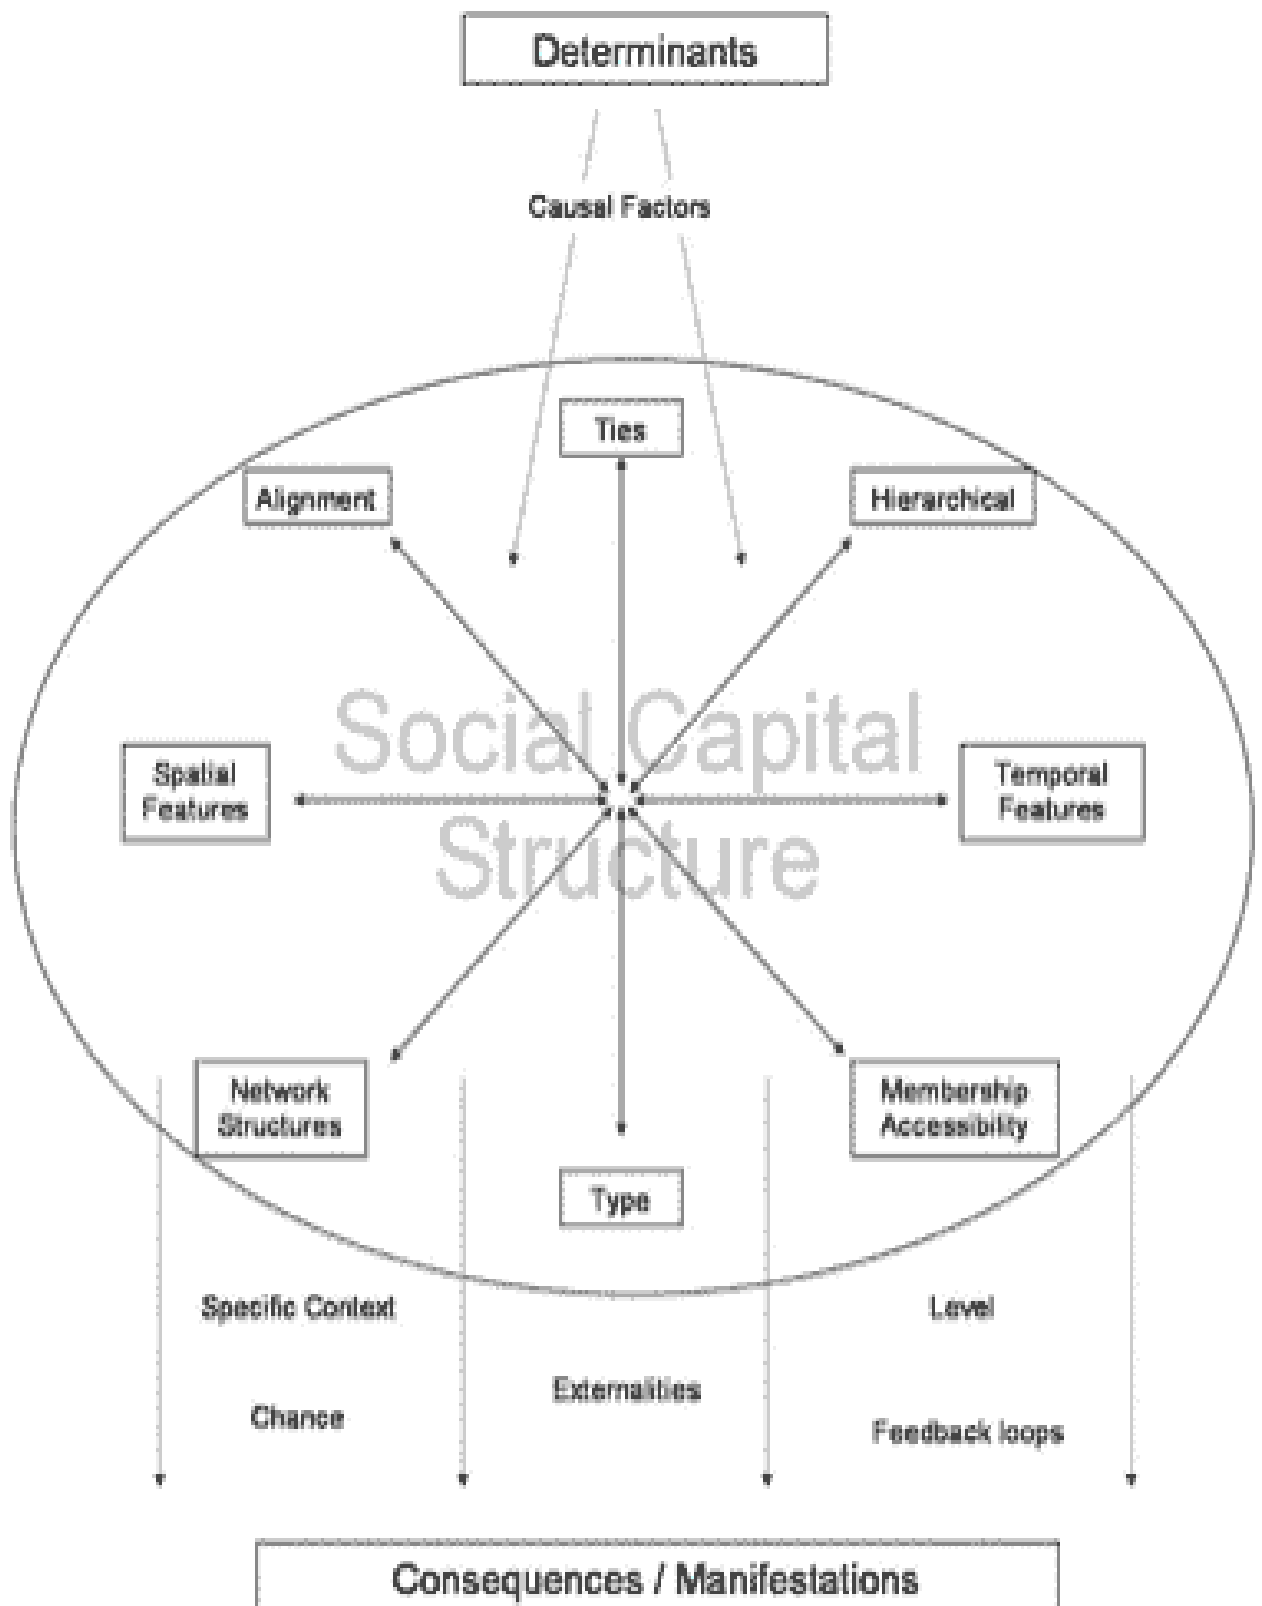 Determinants
Causal Factors
Ties
Alignment
Hierarchical
Social Capital
Structure
Spatial
Features
Temporal
Features
Network
Structures
Membership
Accessibility
Type
Specific Context
Level
Externalities
Chance
Feedback loops
Consequences / Manifestations